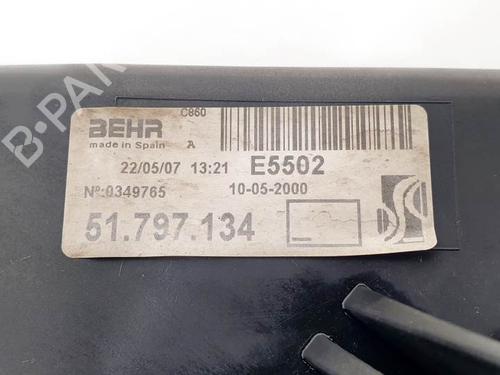 B-PARTS
C860
BEHR
made in Spain A
22/05/07 13:21 E5502
Nº:0349765 10-05-2000
51.797.134